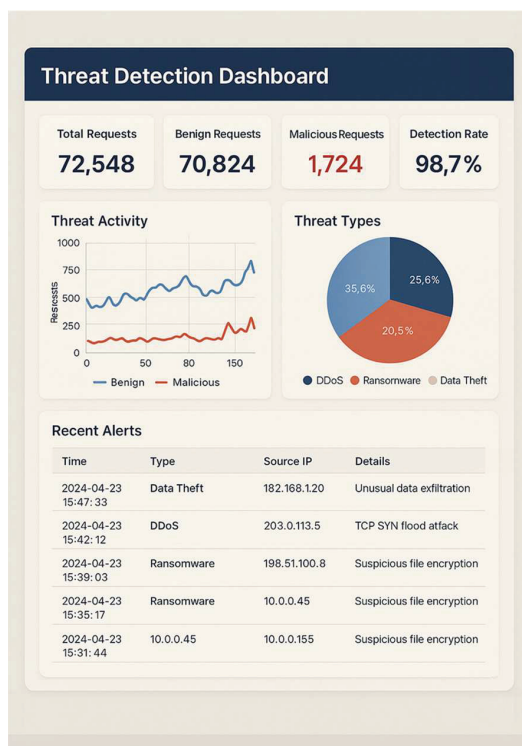 Threat Detection Dashboard
Total Requests
72,548
Benign Requests
70,824
Malicious Requests
1,724
Detection Rate
98,7%
Threat Activity
1000
750
500
250
0
0 50 80 150
Benign Malicious
Threat Types
35,6%
25,6%
20,5%
DDoS Ransomware Data Theft
Recent Alerts
Time Type Source IP Details
2024-04-23 Data Theft 182.168.1.20 Unusual data exfiltration
15:47:33
2024-04-23 DDoS 203.0.113.5 TCP SYN flood atfack
15:42:12
2024-04-23 Ransomware 198.51.100.8 Suspicious file encryption
15:39:03
2024-04-23 Ransomware 10.0.0.45 Suspicious file encryption
15:35:17
2024-04-23 10.0.0.45 10.0.0.155 Suspicious file encryption
15:31:44